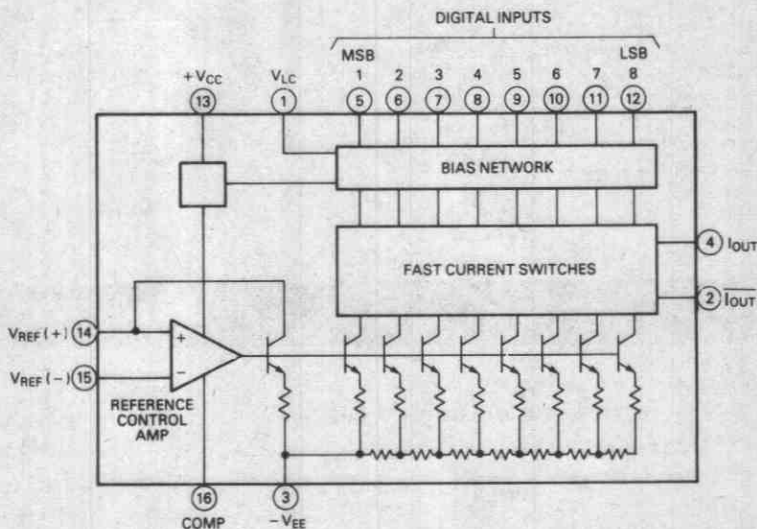 DIGITAL INPUTS
MSB LSB
+VCC VLC 1 2 3 4 5 6 7 8
13 1 5 6 7 8 9 10 11 12
BIAS NETWORK
FAST CURRENT SWITCHES
4 IOUT
2 IOUT
VREF(+) 14
+
VREF(−) 15
−
REFERENCE
CONTROL
AMP
16 3
COMP −VEE